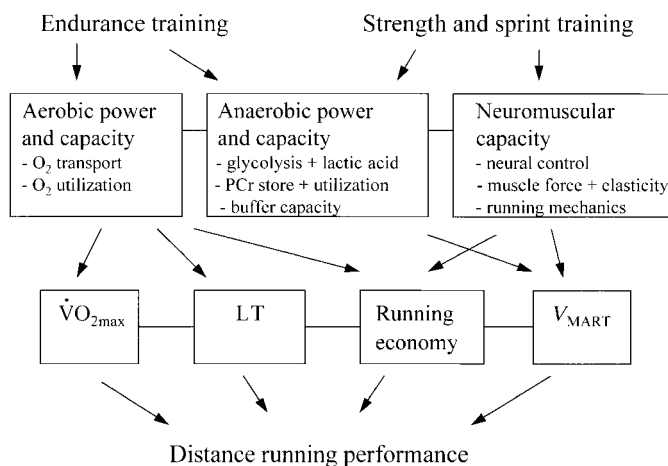 Endurance training
Strength and sprint training
Aerobic power
and capacity
- O₂ transport
- O₂ utilization
Anaerobic power
and capacity
- glycolysis + lactic acid
- PCr store + utilization
- buffer capacity
Neuromuscular
capacity
- neural control
- muscle force + elasticity
- running mechanics
V̇O₂max
LT
Running
economy
V_MART
Distance running performance